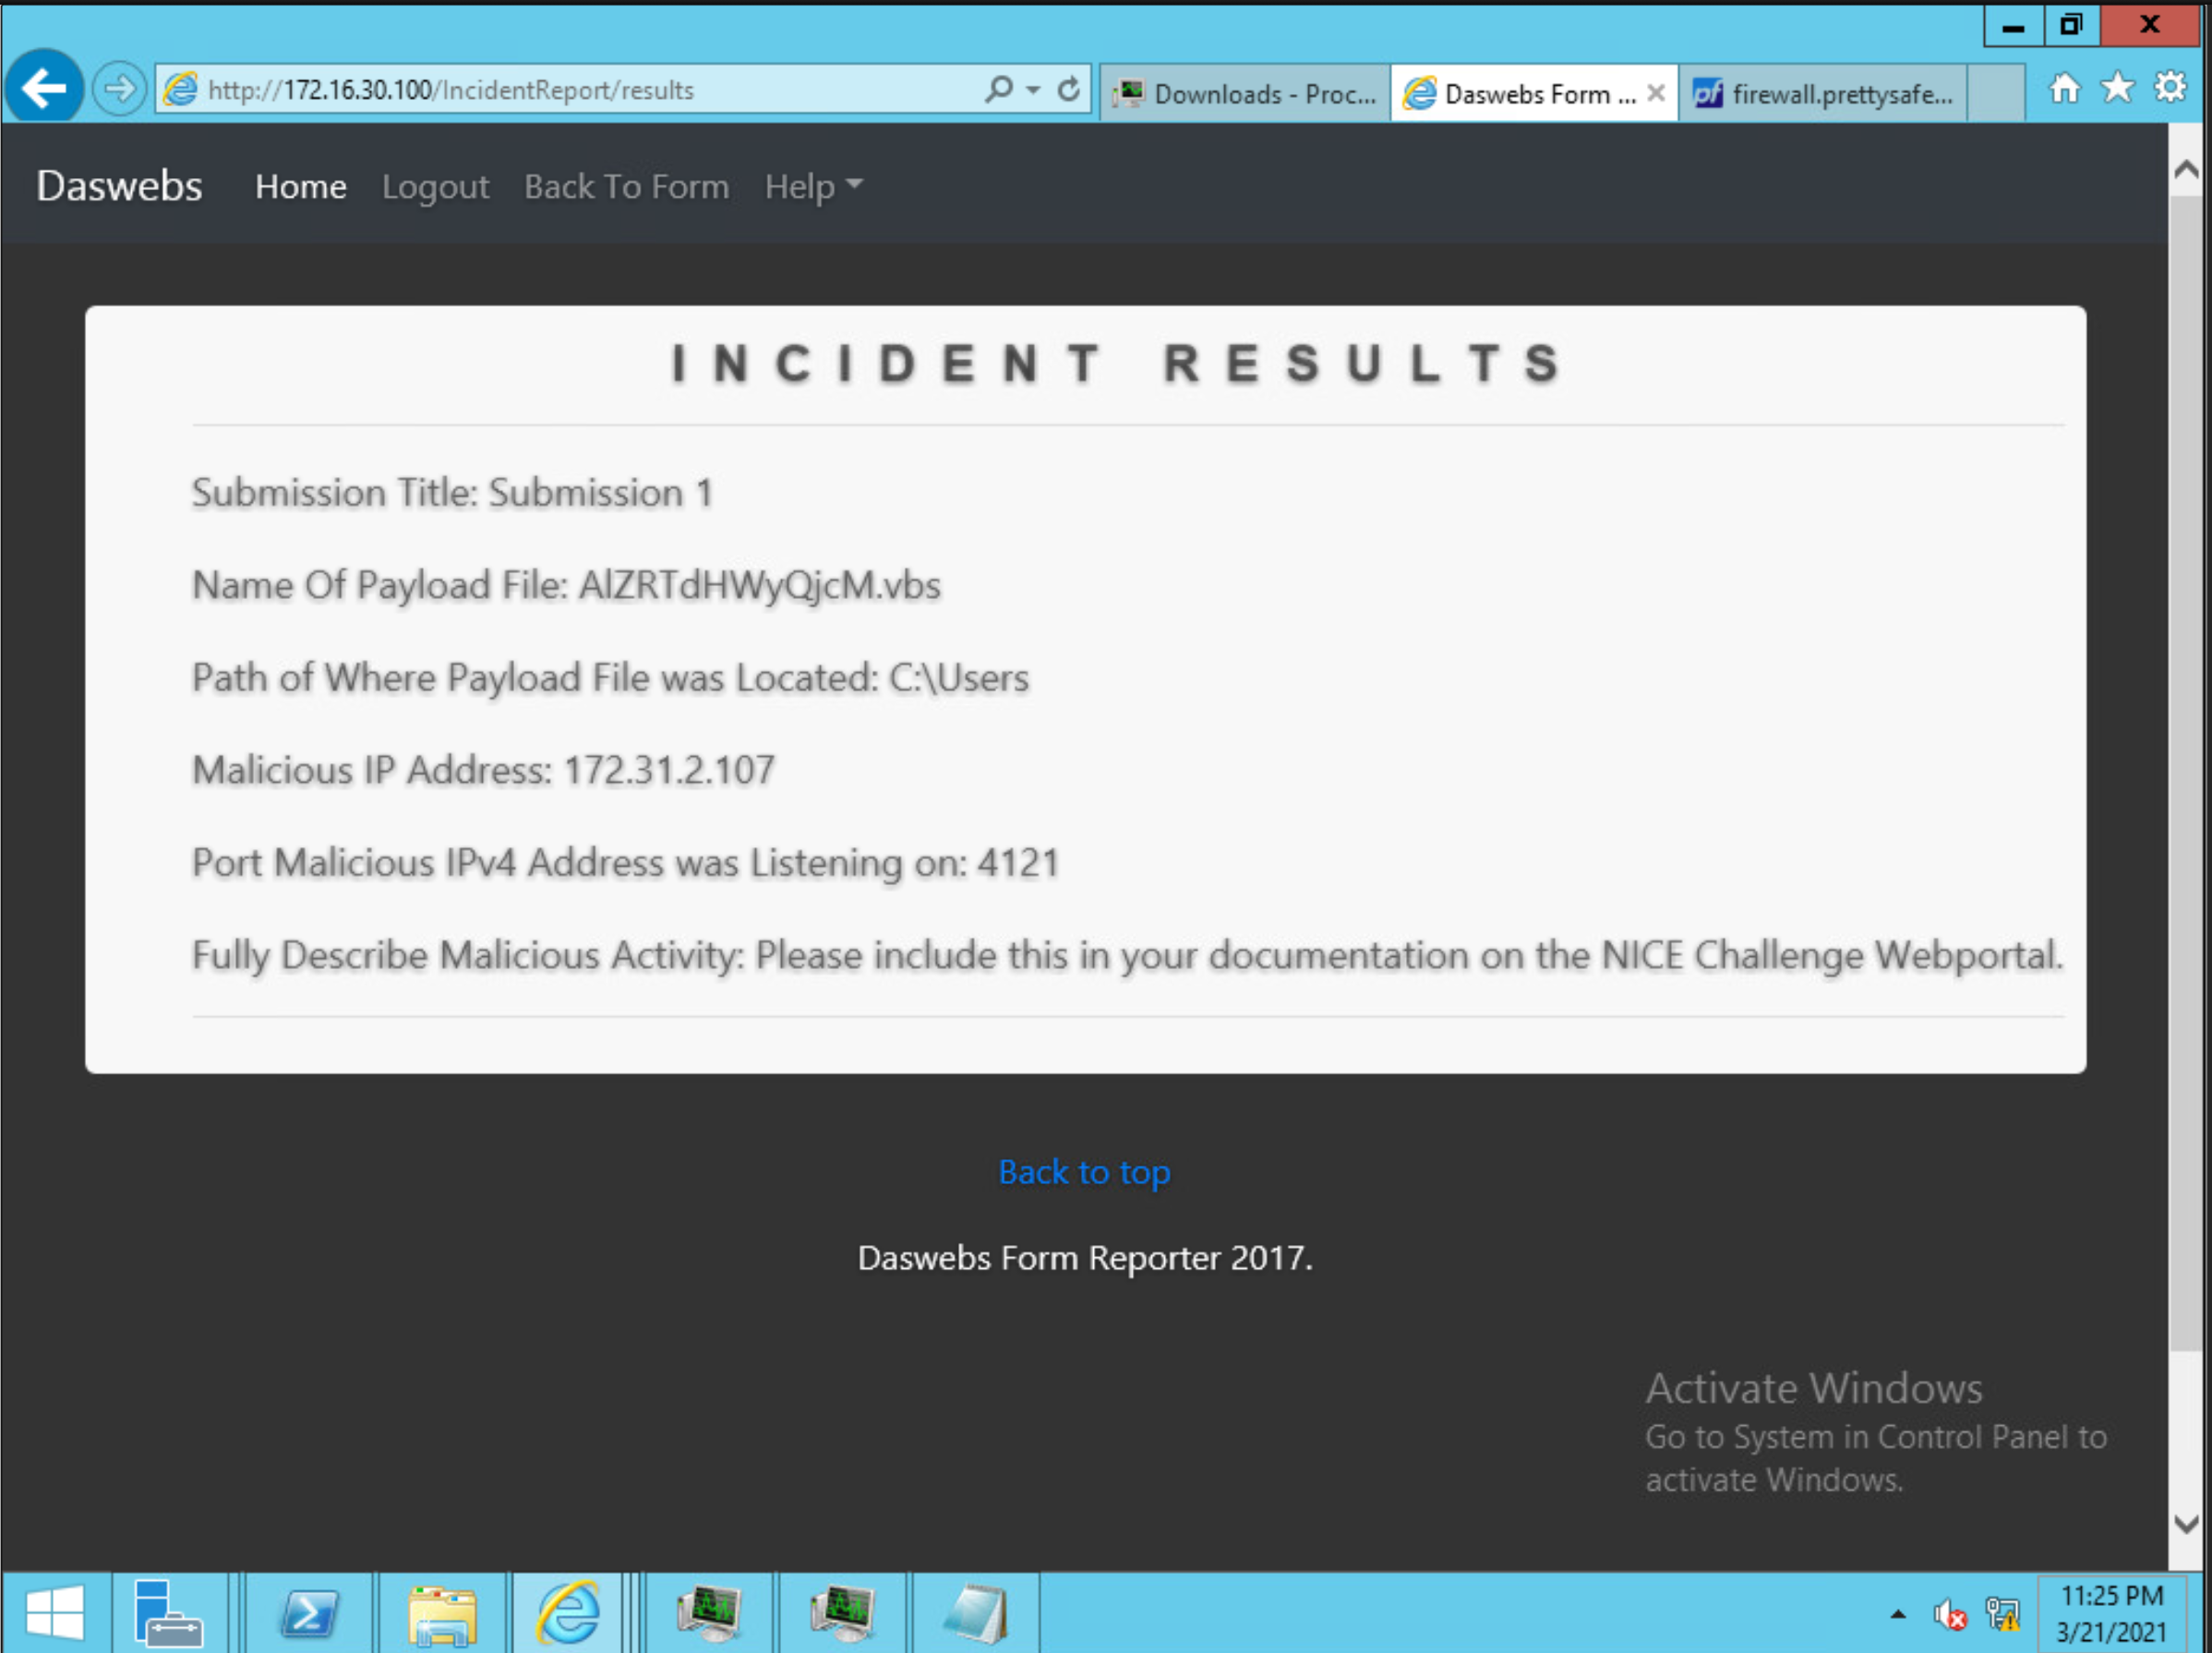 http://172.16.30.100/IncidentReport/results
Downloads - Proc...
Daswebs Form ...
pf firewall.prettysafe...
Daswebs Home Logout Back To Form Help
INCIDENT RESULTS
Submission Title: Submission 1
Name Of Payload File: AlZRTdHWyQjcM.vbs
Path of Where Payload File was Located: C:\Users
Malicious IP Address: 172.31.2.107
Port Malicious IPv4 Address was Listening on: 4121
Fully Describe Malicious Activity: Please include this in your documentation on the NICE Challenge Webportal.
Back to top
Daswebs Form Reporter 2017.
Activate Windows
Go to System in Control Panel to
activate Windows.
11:25 PM
3/21/2021